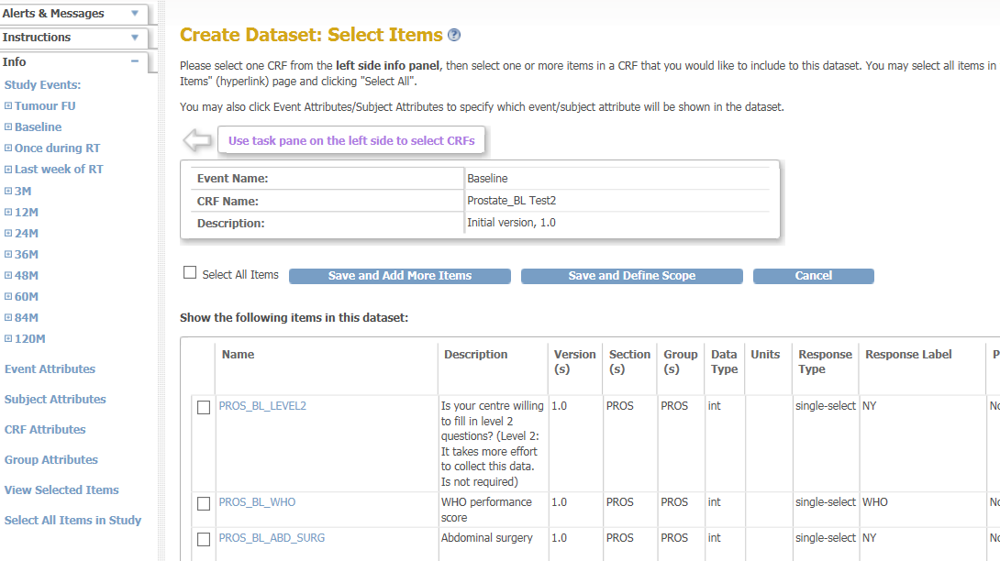 Alerts & Messages
Instructions
Info
Study Events:
Tumour FU
Baseline
Once during RT
Last week of RT
3M
12M
24M
36M
48M
60M
84M
120M
Event Attributes
Subject Attributes
CRF Attributes
Group Attributes
View Selected Items
Select All Items in Study
Create Dataset: Select Items ?
Please select one CRF from the left side info panel, then select one or more items in a CRF that you would like to include to this dataset. You may select all items in
Items" (hyperlink) page and clicking "Select All".
You may also click Event Attributes/Subject Attributes to specify which event/subject attribute will be shown in the dataset.
Use task pane on the left side to select CRFs
Event Name: Baseline
CRF Name: Prostate_BL Test2
Description: Initial version, 1.0
Select All Items Save and Add More Items Save and Define Scope Cancel
Show the following items in this dataset:
Name Description Version (s) Section (s) Group (s) Data Type Units Response Type Response Label
PROS_BL_LEVEL2 Is your centre willing 1.0 PROS PROS int single-select NY
to fill in level 2
questions? (Level 2:
It takes more effort
to collect this data.
Is not required)
PROS_BL_WHO WHO performance 1.0 PROS PROS int single-select WHO
score
PROS_BL_ABD_SURG Abdominal surgery 1.0 PROS PROS int single-select NY